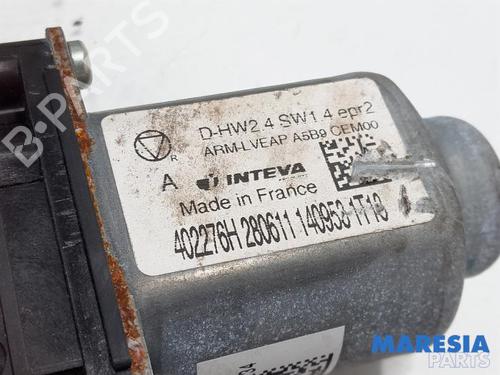 D-HW2 4 SW1 4 epr2
ARM-LVEAP A5B9 CEM00
R
A INTEVA
Made in France
402276H 280611 140953 1T13
B-PARTS
MARESIA
PARTS